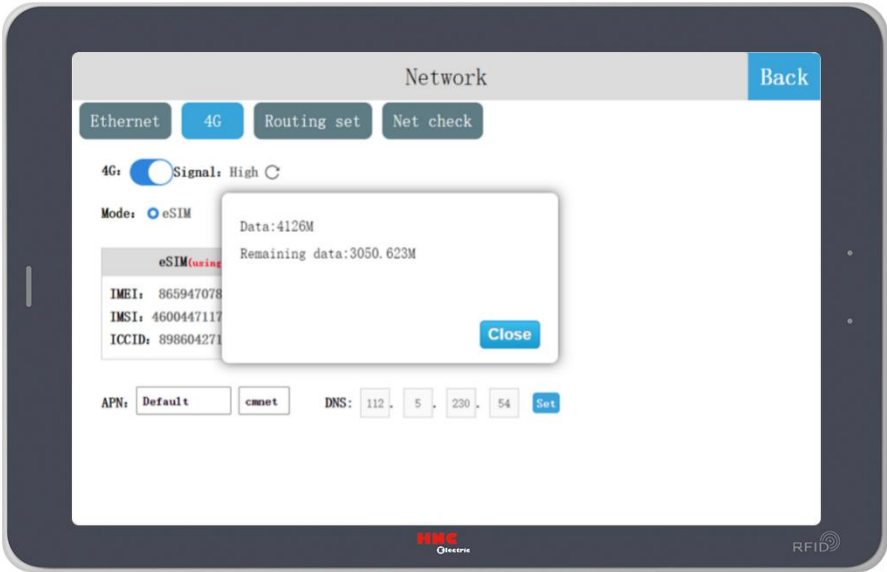 Network
Back
Ethernet
4G
Routing set
Net check
4G:
Signal: High
Mode: eSIM
Data:4126M
Remaining data:3050.623M
eSIM(using
IMEI: 865947078
IMSI: 4600447117
ICCID: 898604271
Close
APN: Default cmnet DNS: 112 . 5 . 230 . 54 Set
HNC
Electric
RFID